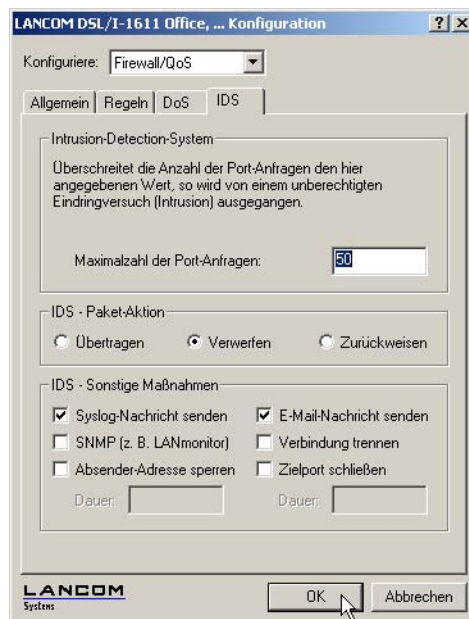 LANCOM DSL/I-1611 Office, ... Konfiguration
Konfiguriere: Firewall/QoS
Allgemein Regeln DoS IDS
Intrusion-Detection-System
Überschreitet die Anzahl der Port-Anfragen den hier
angegebenen Wert, so wird von einem unberechtigten
Eindringversuch (Intrusion) ausgegangen.
Maximalzahl der Port-Anfragen: 50
IDS - Paket-Aktion
Übertragen Verwerfen Zurückweisen
IDS - Sonstige Maßnahmen
Syslog-Nachricht senden E-Mail-Nachricht senden
SNMP (z. B. LANmonitor) Verbindung trennen
Absender-Adresse sperren Zielport schließen
Dauer: Dauer:
LANCOM
Systems
OK Abbrechen